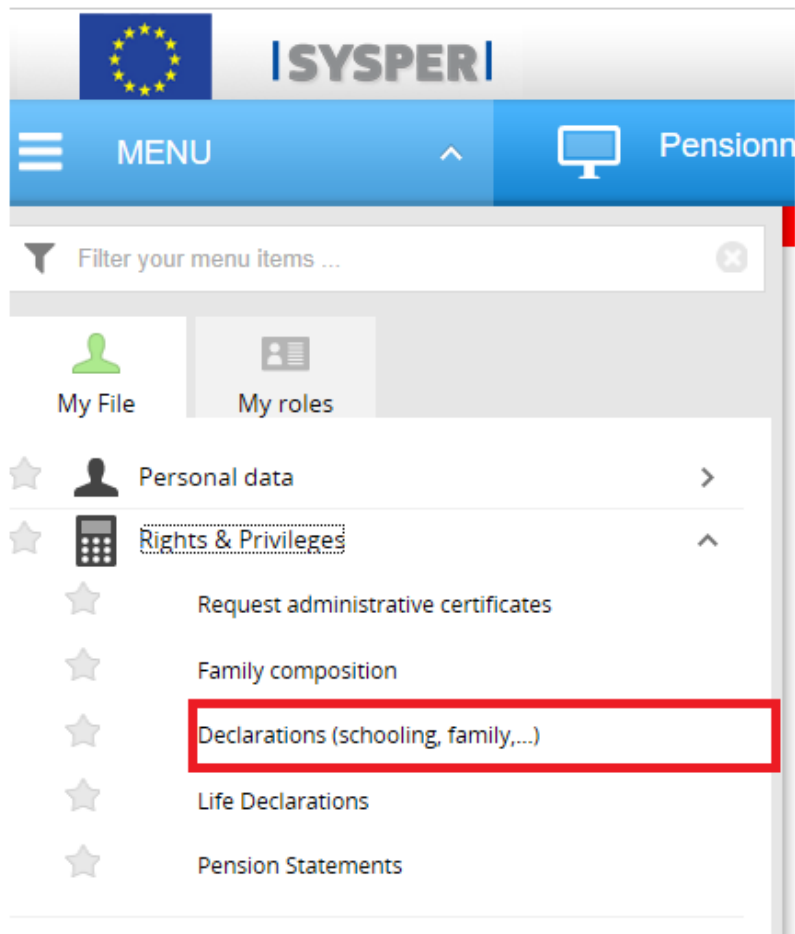 SYSPER
MENU
Pensionn
Filter your menu items ...
My File
My roles
Personal data
Rights & Privileges
Request administrative certificates
Family composition
Declarations (schooling, family,...)
Life Declarations
Pension Statements